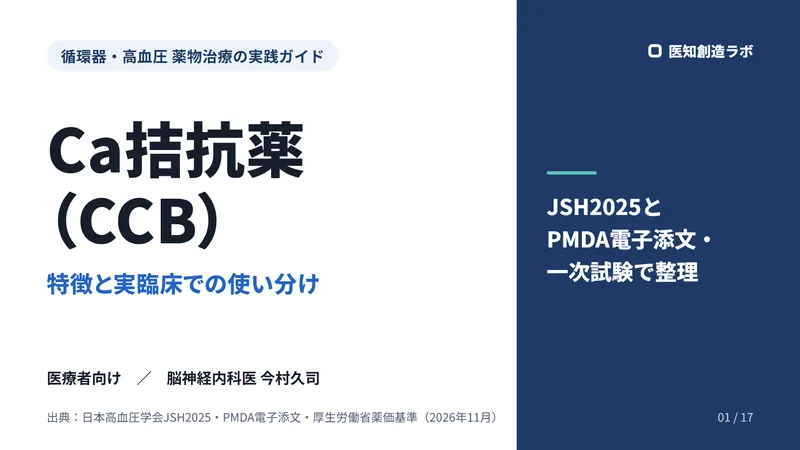 循環器・高血圧 薬物治療の実践ガイド
Ca拮抗薬
（CCB）
特徴と実臨床での使い分け
医療者向け ／ 脳神経内科医 今村久司
出典：日本高血圧学会JSH2025・PMDA電子添文・厚生労働省薬価基準（2026年11月）
医知創造ラボ
JSH2025と
PMDA電子添文・
一次試験で整理
01 / 17